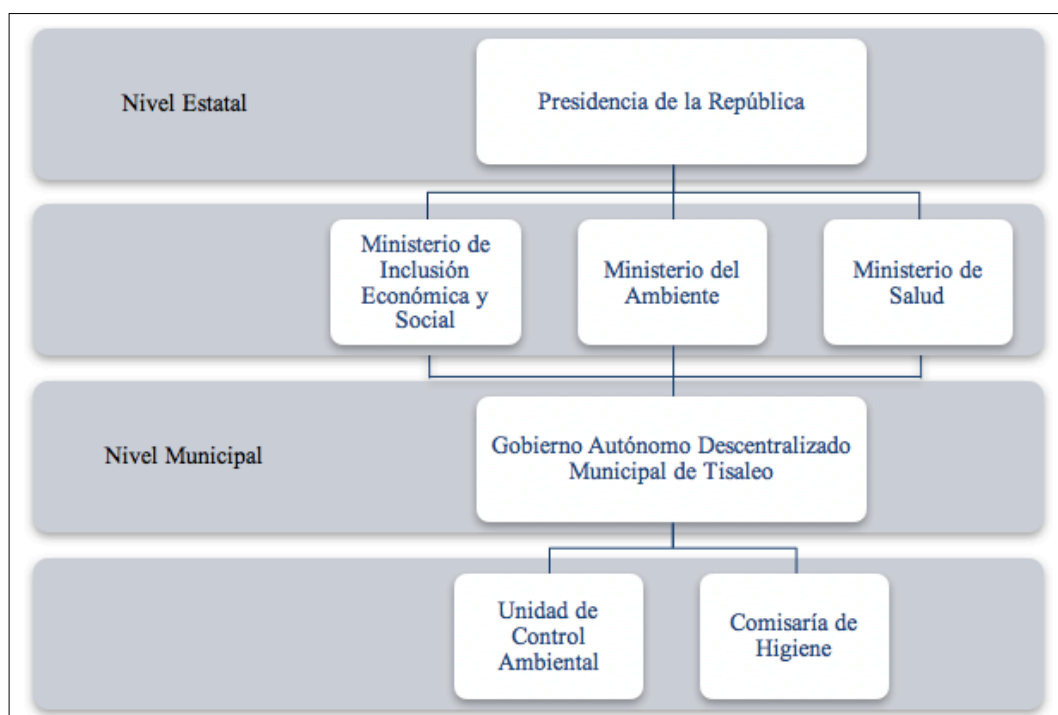 Nivel Estatal
Presidencia de la República
Ministerio de
Inclusión
Económica y
Social
Ministerio del
Ambiente
Ministerio de
Salud
Nivel Municipal
Gobierno Autónomo Descentralizado
Municipal de Tisaleo
Unidad de
Control
Ambiental
Comisaría de
Higiene